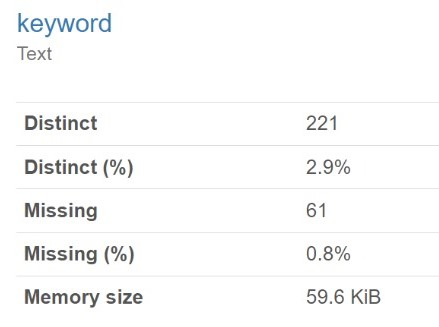 keyword
Text
Distinct 221
Distinct (%) 2.9%
Missing 61
Missing (%) 0.8%
Memory size 59.6 KiB